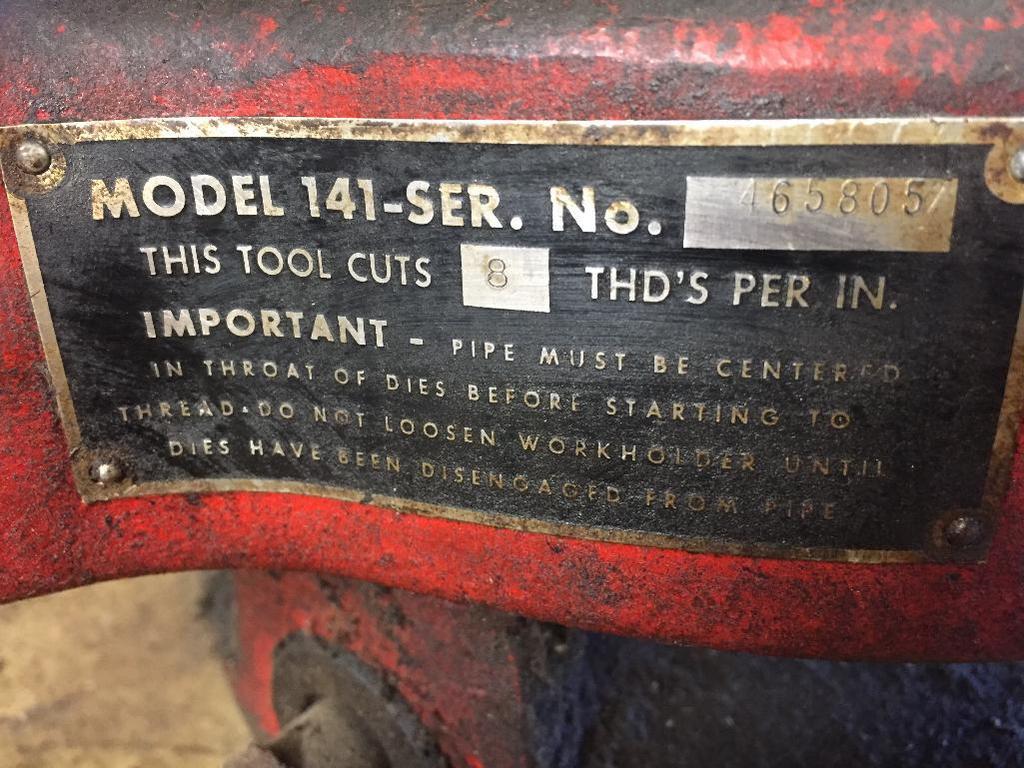 MODEL 141-SER. No. 465805/
THIS TOOL CUTS 8 THD'S PER IN.
IMPORTANT - PIPE MUST BE CENTERED
IN THROAT OF DIES BEFORE STARTING TO
THREAD-DO NOT LOOSEN WORKHOLDER UNTIL
DIES HAVE BEEN DISENGAGED FROM PIPE